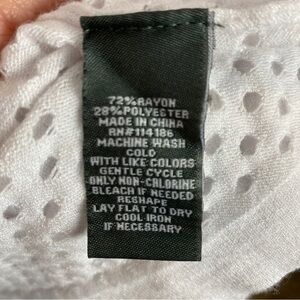 72%RAYON
28%POLYESTER
MADE IN CHINA
RN#114186
MACHINE WASH
COLD
WITH LIKE COLORS
GENTLE CYCLE
ONLY NON-CHLORINE
BLEACH IF NEEDED
RESHAPE
LAY FLAT TO DRY
COOL IRON
IF NECESSARY